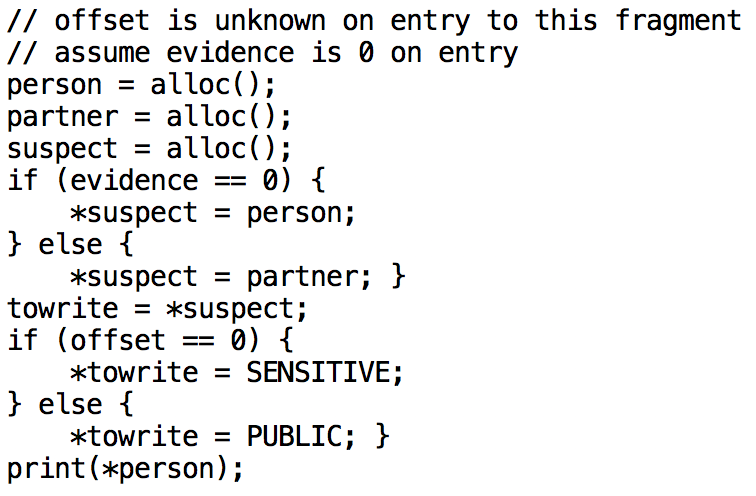 // offset is unknown on entry to this fragment
// assume evidence is 0 on entry
person = alloc();
partner = alloc();
suspect = alloc();
if (evidence == 0) {
    *suspect = person;
} else {
    *suspect = partner; }
towrite = *suspect;
if (offset == 0) {
    *towrite = SENSITIVE;
} else {
    *towrite = PUBLIC; }
print(*person);